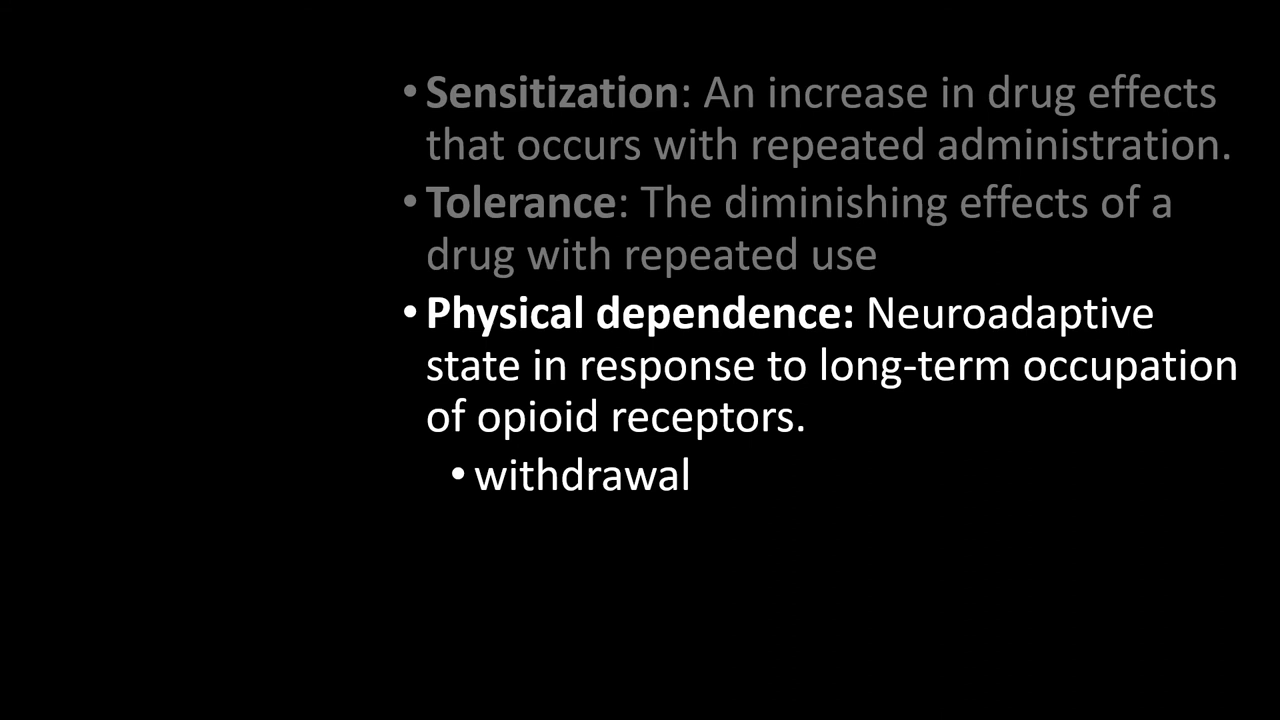 • Sensitization: An increase in drug effects
that occurs with repeated administration.
• Tolerance: The diminishing effects of a
drug with repeated use
• Physical dependence: Neuroadaptive
state in response to long-term occupation
of opioid receptors.
• withdrawal